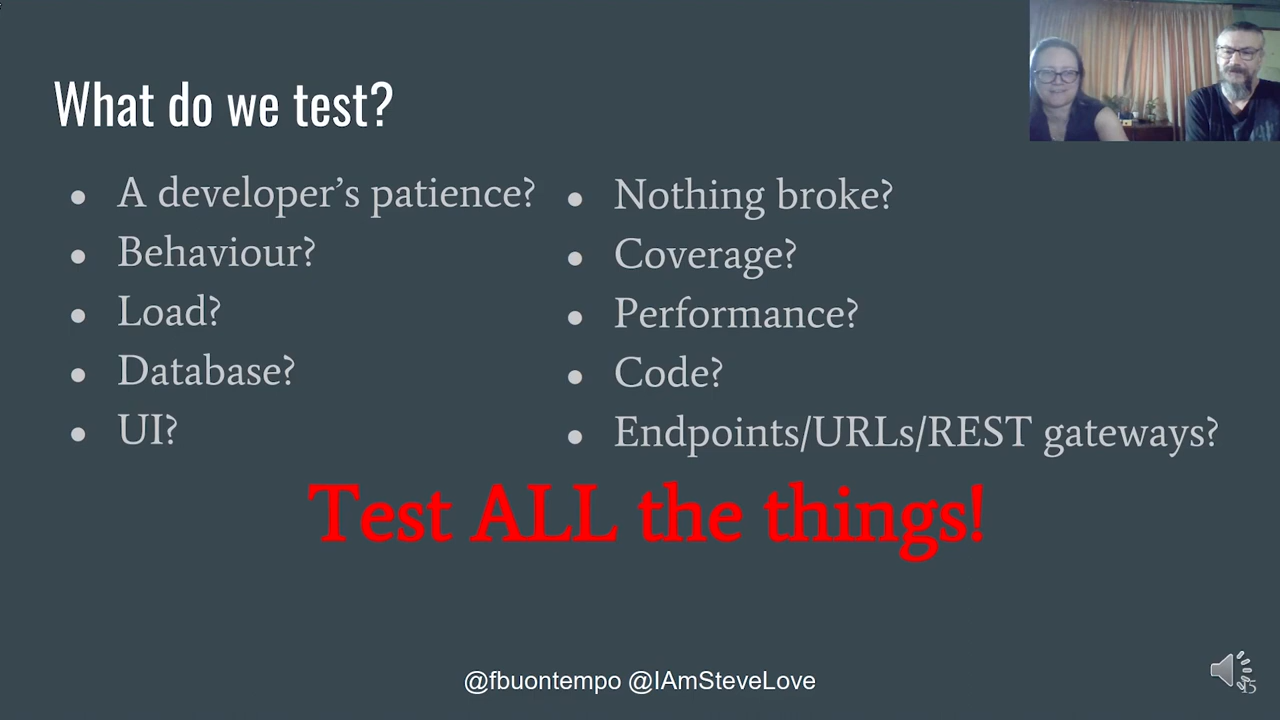 What do we test?
● A developer’s patience?
● Behaviour?
● Load?
● Database?
● UI?
● Nothing broke?
● Coverage?
● Performance?
● Code?
● Endpoints/URLs/REST gateways?
Test ALL the things!
@fbuontempo @IAmSteveLove
15